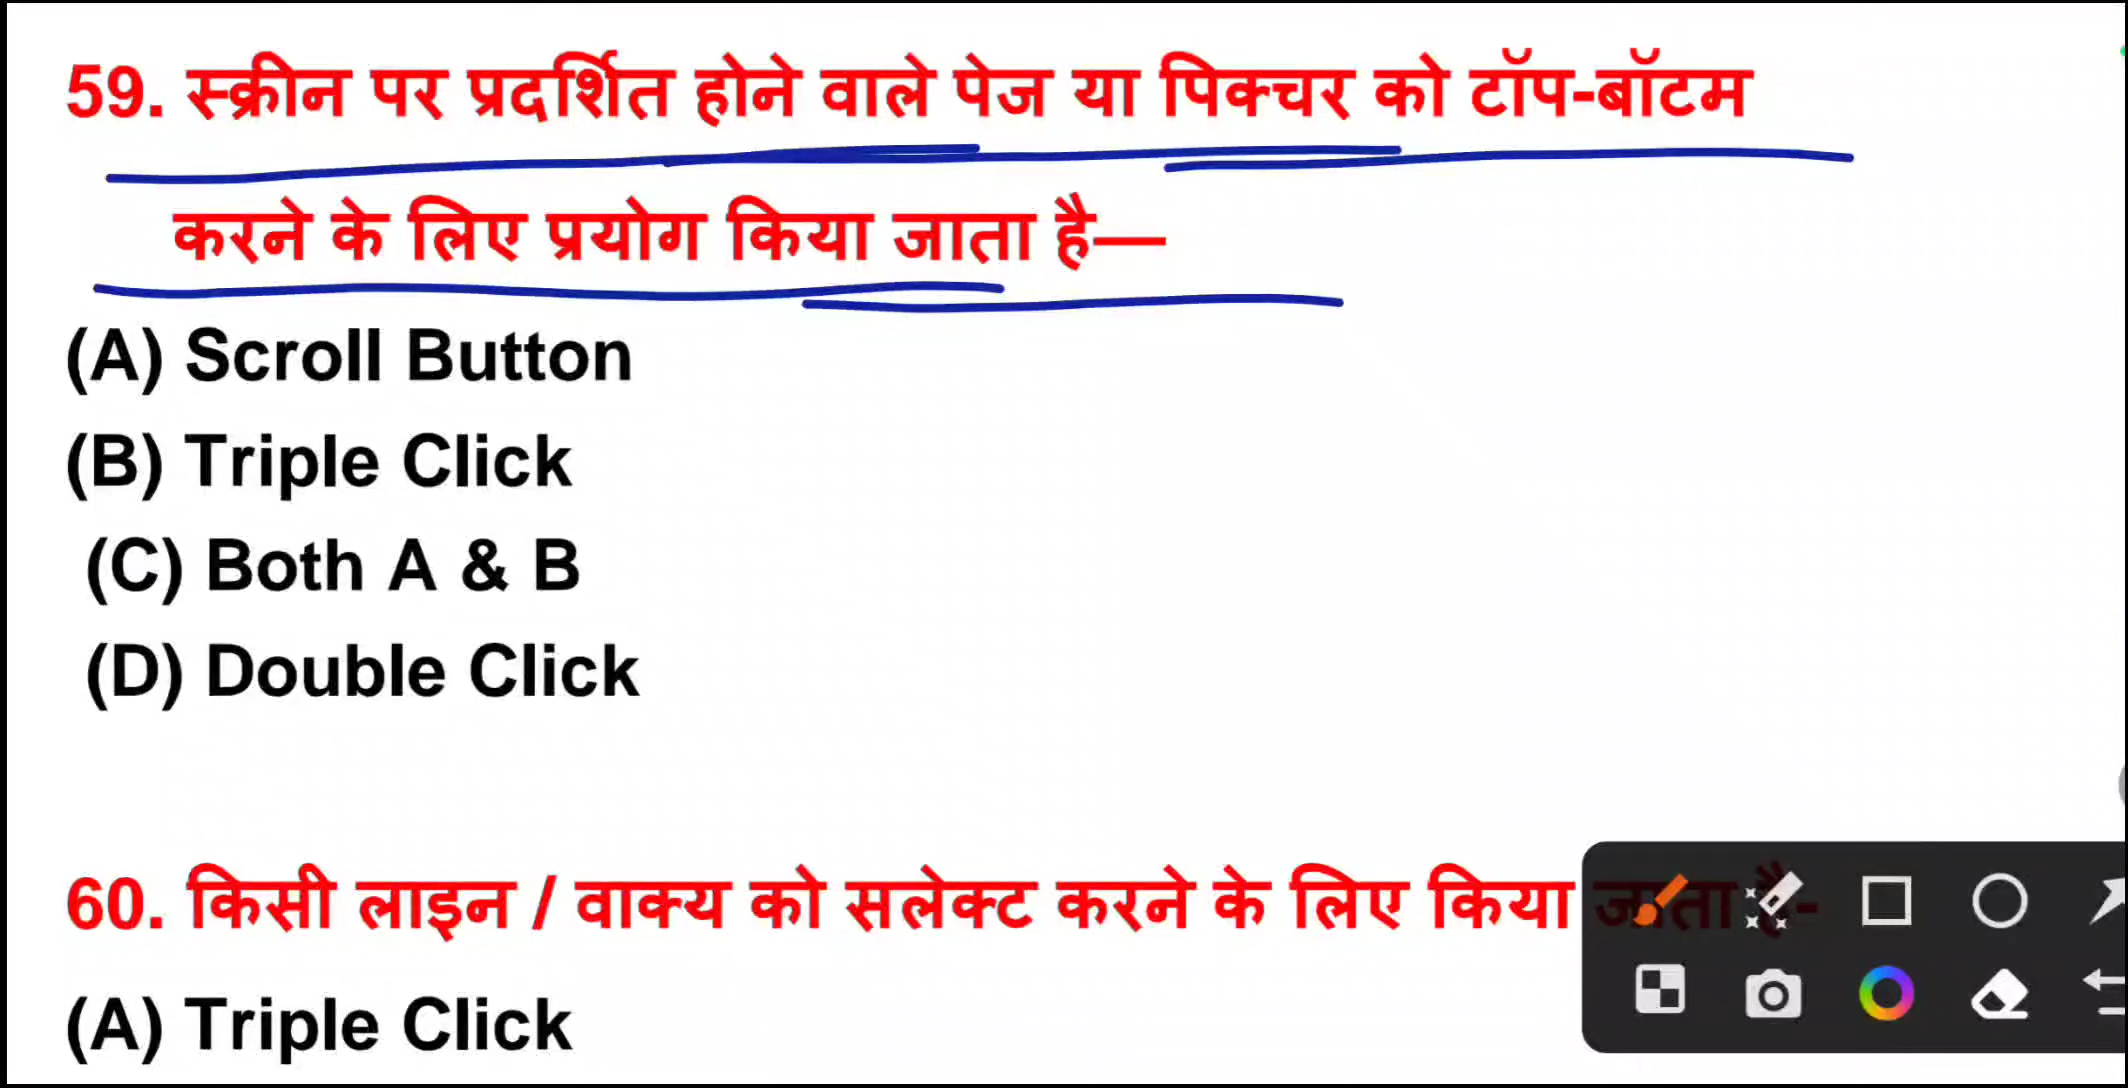 59. स्क्रीन पर प्रदर्शित होने वाले पेज या पिक्चर को टॉप-बॉटम
करने के लिए प्रयोग किया जाता है—
(A) Scroll Button
(B) Triple Click
(C) Both A & B
(D) Double Click
60. किसी लाइन / वाक्य को सलेक्ट करने के लिए किया जाता है-
(A) Triple Click